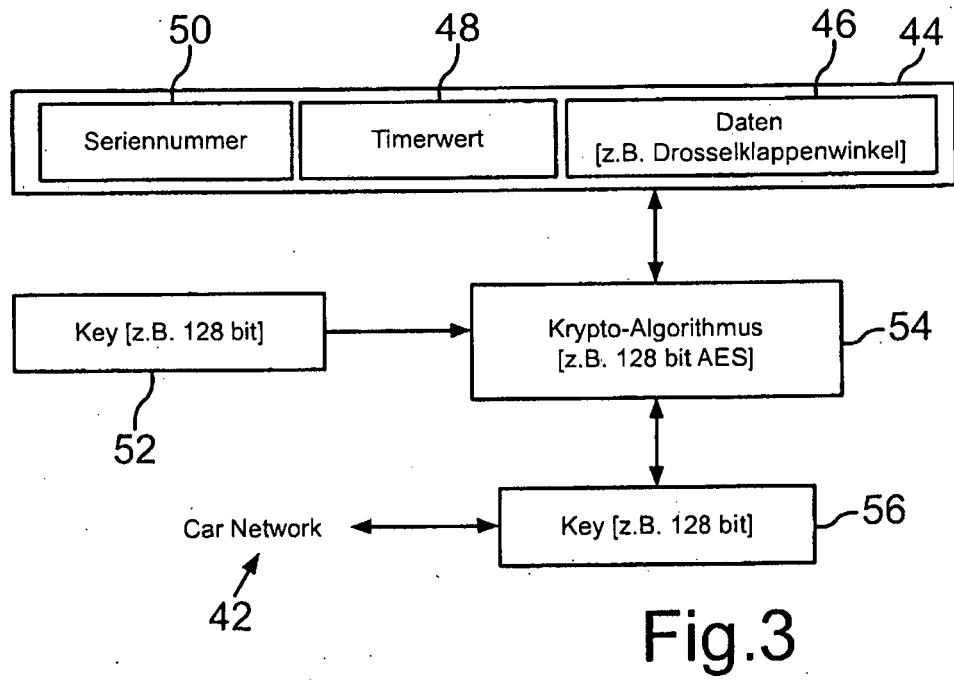 50
48
46
44
Seriennummer
Timerwert
Daten
[z.B. Drosselklappenwinkel]
Key [z.B. 128 bit]
Krypto-Algorithmus
[z.B. 128 bit AES]
54
52
Car Network
Key [z.B. 128 bit]
56
42
Fig.3